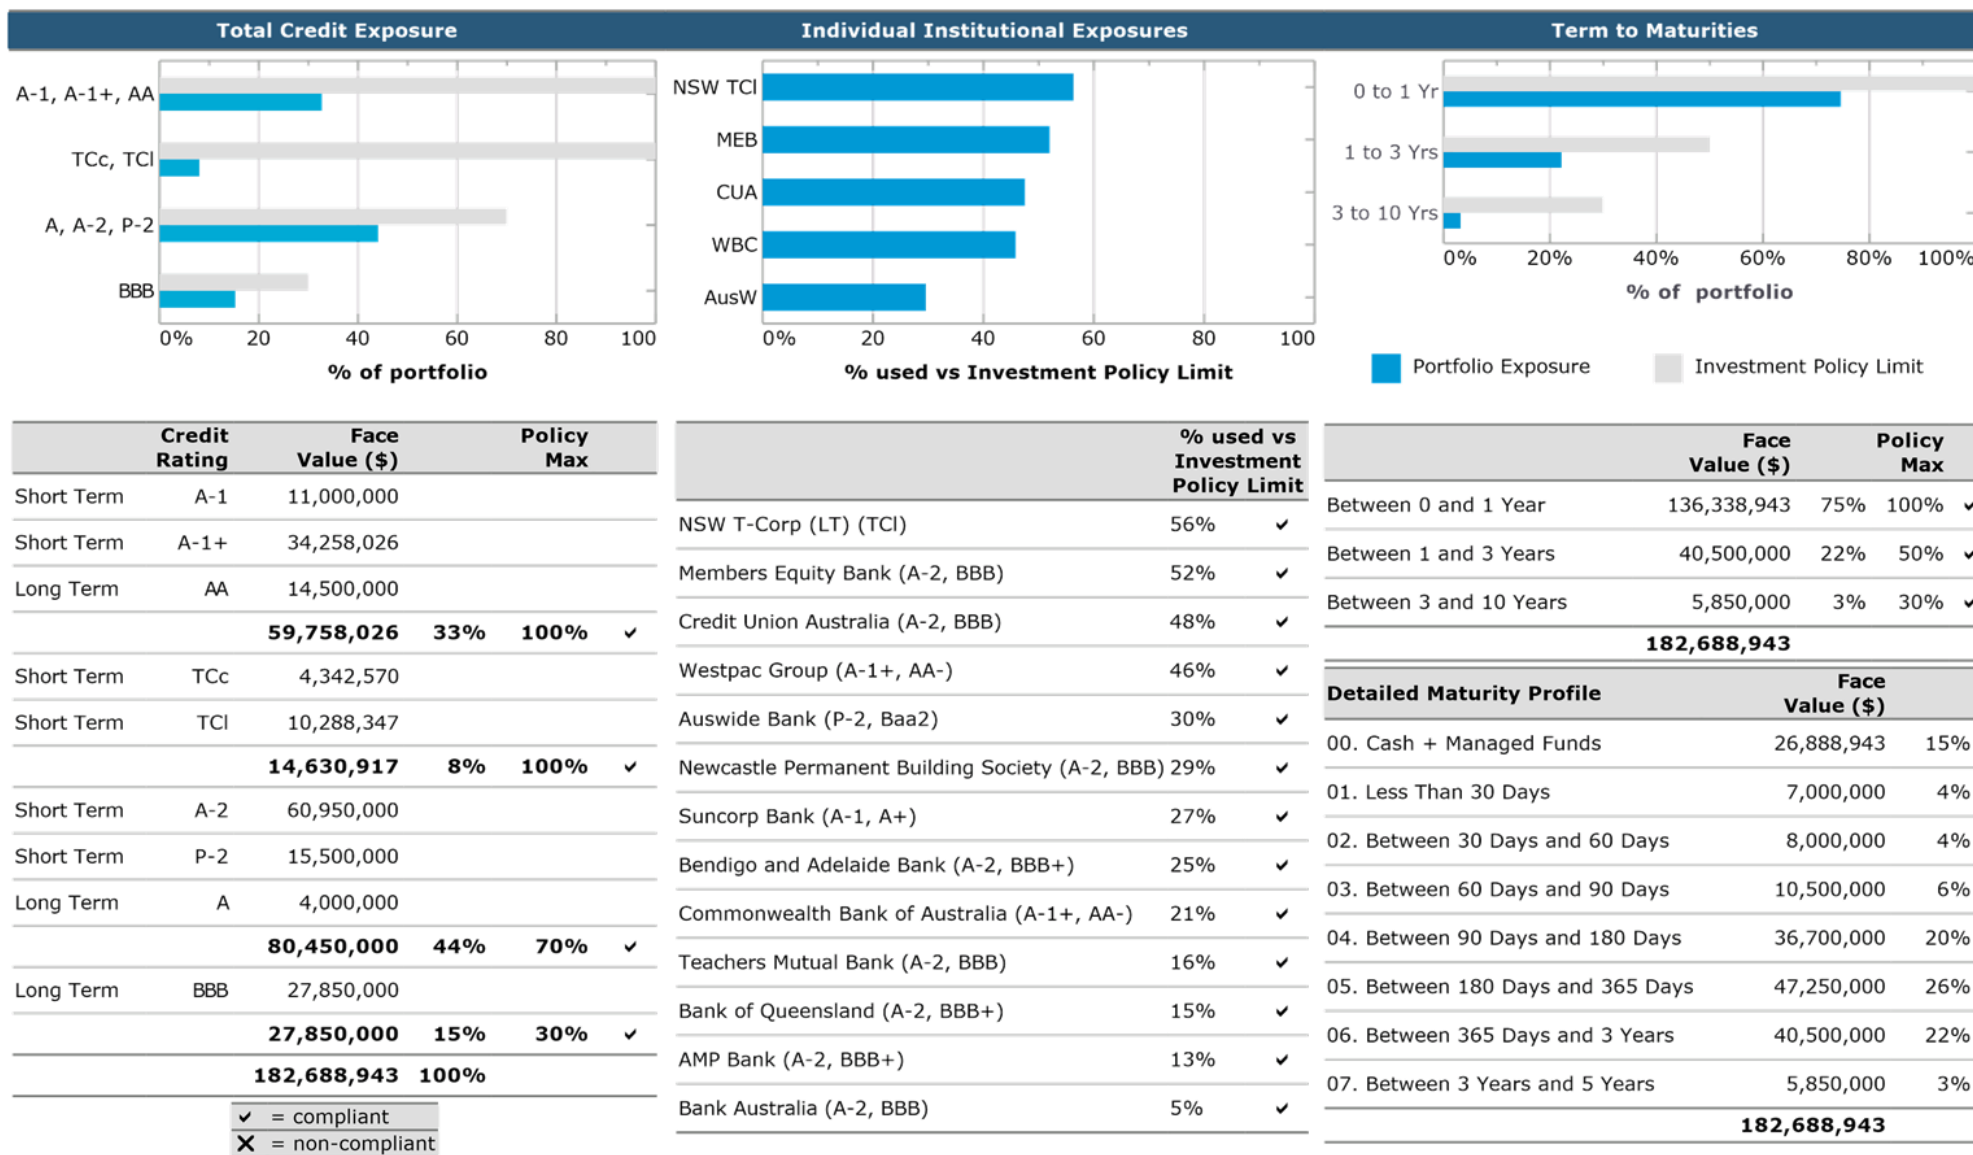 Total Credit Exposure
Individual Institutional Exposures
Term to Maturities
A-1, A-1+, AA
TCc, TCl
A, A-2, P-2
BBB
0% 20 40 60 80 100
% of portfolio
NSW TCl
MEB
CUA
WBC
AusW
0% 20 40 60 80 100
% used vs Investment Policy Limit
0 to 1 Yr
1 to 3 Yrs
3 to 10 Yrs
0% 20% 40% 60% 80% 100%
% of portfolio
Portfolio Exposure
Investment Policy Limit
Credit Rating Face Value ($) Policy Max
Short Term A-1 11,000,000
Short Term A-1+ 34,258,026
Long Term AA 14,500,000
59,758,026 33% 100% ✔
Short Term TCc 4,342,570
Short Term TCl 10,288,347
14,630,917 8% 100% ✔
Short Term A-2 60,950,000
Short Term P-2 15,500,000
Long Term A 4,000,000
80,450,000 44% 70% ✔
Long Term BBB 27,850,000
27,850,000 15% 30% ✔
182,688,943 100%
✔ = compliant
✗ = non-compliant
% used vs
Investment
Policy Limit
NSW T-Corp (LT) (TCl) 56% ✔
Members Equity Bank (A-2, BBB) 52% ✔
Credit Union Australia (A-2, BBB) 48% ✔
Westpac Group (A-1+, AA-) 46% ✔
Auswide Bank (P-2, Baa2) 30% ✔
Newcastle Permanent Building Society (A-2, BBB) 29% ✔
Suncorp Bank (A-1, A+) 27% ✔
Bendigo and Adelaide Bank (A-2, BBB+) 25% ✔
Commonwealth Bank of Australia (A-1+, AA-) 21% ✔
Teachers Mutual Bank (A-2, BBB) 16% ✔
Bank of Queensland (A-2, BBB+) 15% ✔
AMP Bank (A-2, BBB+) 13% ✔
Bank Australia (A-2, BBB) 5% ✔
Face Value ($) Policy Max
Between 0 and 1 Year 136,338,943 75% 100% ✔
Between 1 and 3 Years 40,500,000 22% 50% ✔
Between 3 and 10 Years 5,850,000 3% 30% ✔
182,688,943
Detailed Maturity Profile Face Value ($)
00. Cash + Managed Funds 26,888,943 15%
01. Less Than 30 Days 7,000,000 4%
02. Between 30 Days and 60 Days 8,000,000 4%
03. Between 60 Days and 90 Days 10,500,000 6%
04. Between 90 Days and 180 Days 36,700,000 20%
05. Between 180 Days and 365 Days 47,250,000 26%
06. Between 365 Days and 3 Years 40,500,000 22%
07. Between 3 Years and 5 Years 5,850,000 3%
182,688,943